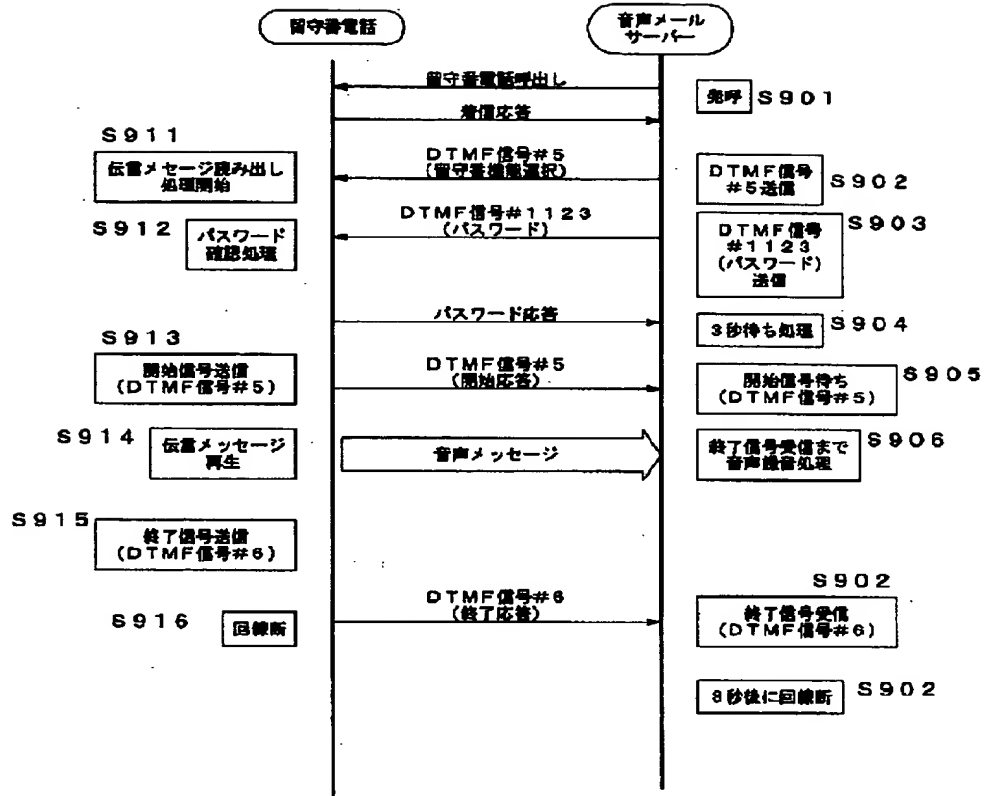 留守番電話
音声メール
サーバー
留守番電話呼出し
発呼
S901
着信応答
S911
伝言メセージ読み出し
処理開始
DTMF信号#5
(留守番機能選択)
DTMF信号
#5送信
S902
S912
パスワード
確認処理
DTMF信号#1123
(パスワード)
DTMF信号
#1123
(パスワード)
送信
S903
パスワード応答
3秒待ち処理
S904
S913
開始信号送信
(DTMF信号#5)
DTMF信号#5
(開始応答)
開始信号待ち
(DTMF信号#5)
S905
S914
伝言メッセージ
再生
音声メッセージ
終了信号受信まで
音声録音処理
S906
S915
終了信号送信
(DTMF信号#6)
S916
回線断
DTMF信号#6
(終了応答)
S902
終了信号受信
(DTMF信号#6)
8秒後に回線断
S902